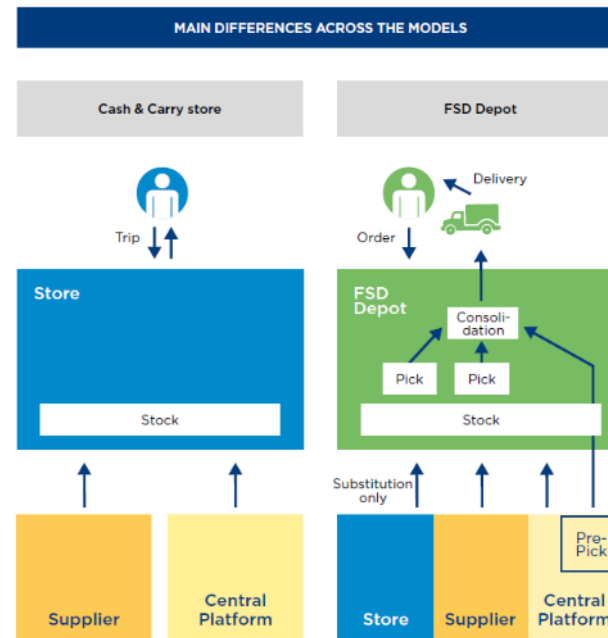 MAIN DIFFERENCES ACROSS THE MODELS
Cash & Carry store
FSD Depot
Delivery
Trip
Order
Store
FSD
Depot
Consoli-
dation
Pick
Pick
Stock
Stock
Substitution
only
Pre-
Pick
Supplier
Central
Platform
Store
Supplier
Central
Platform